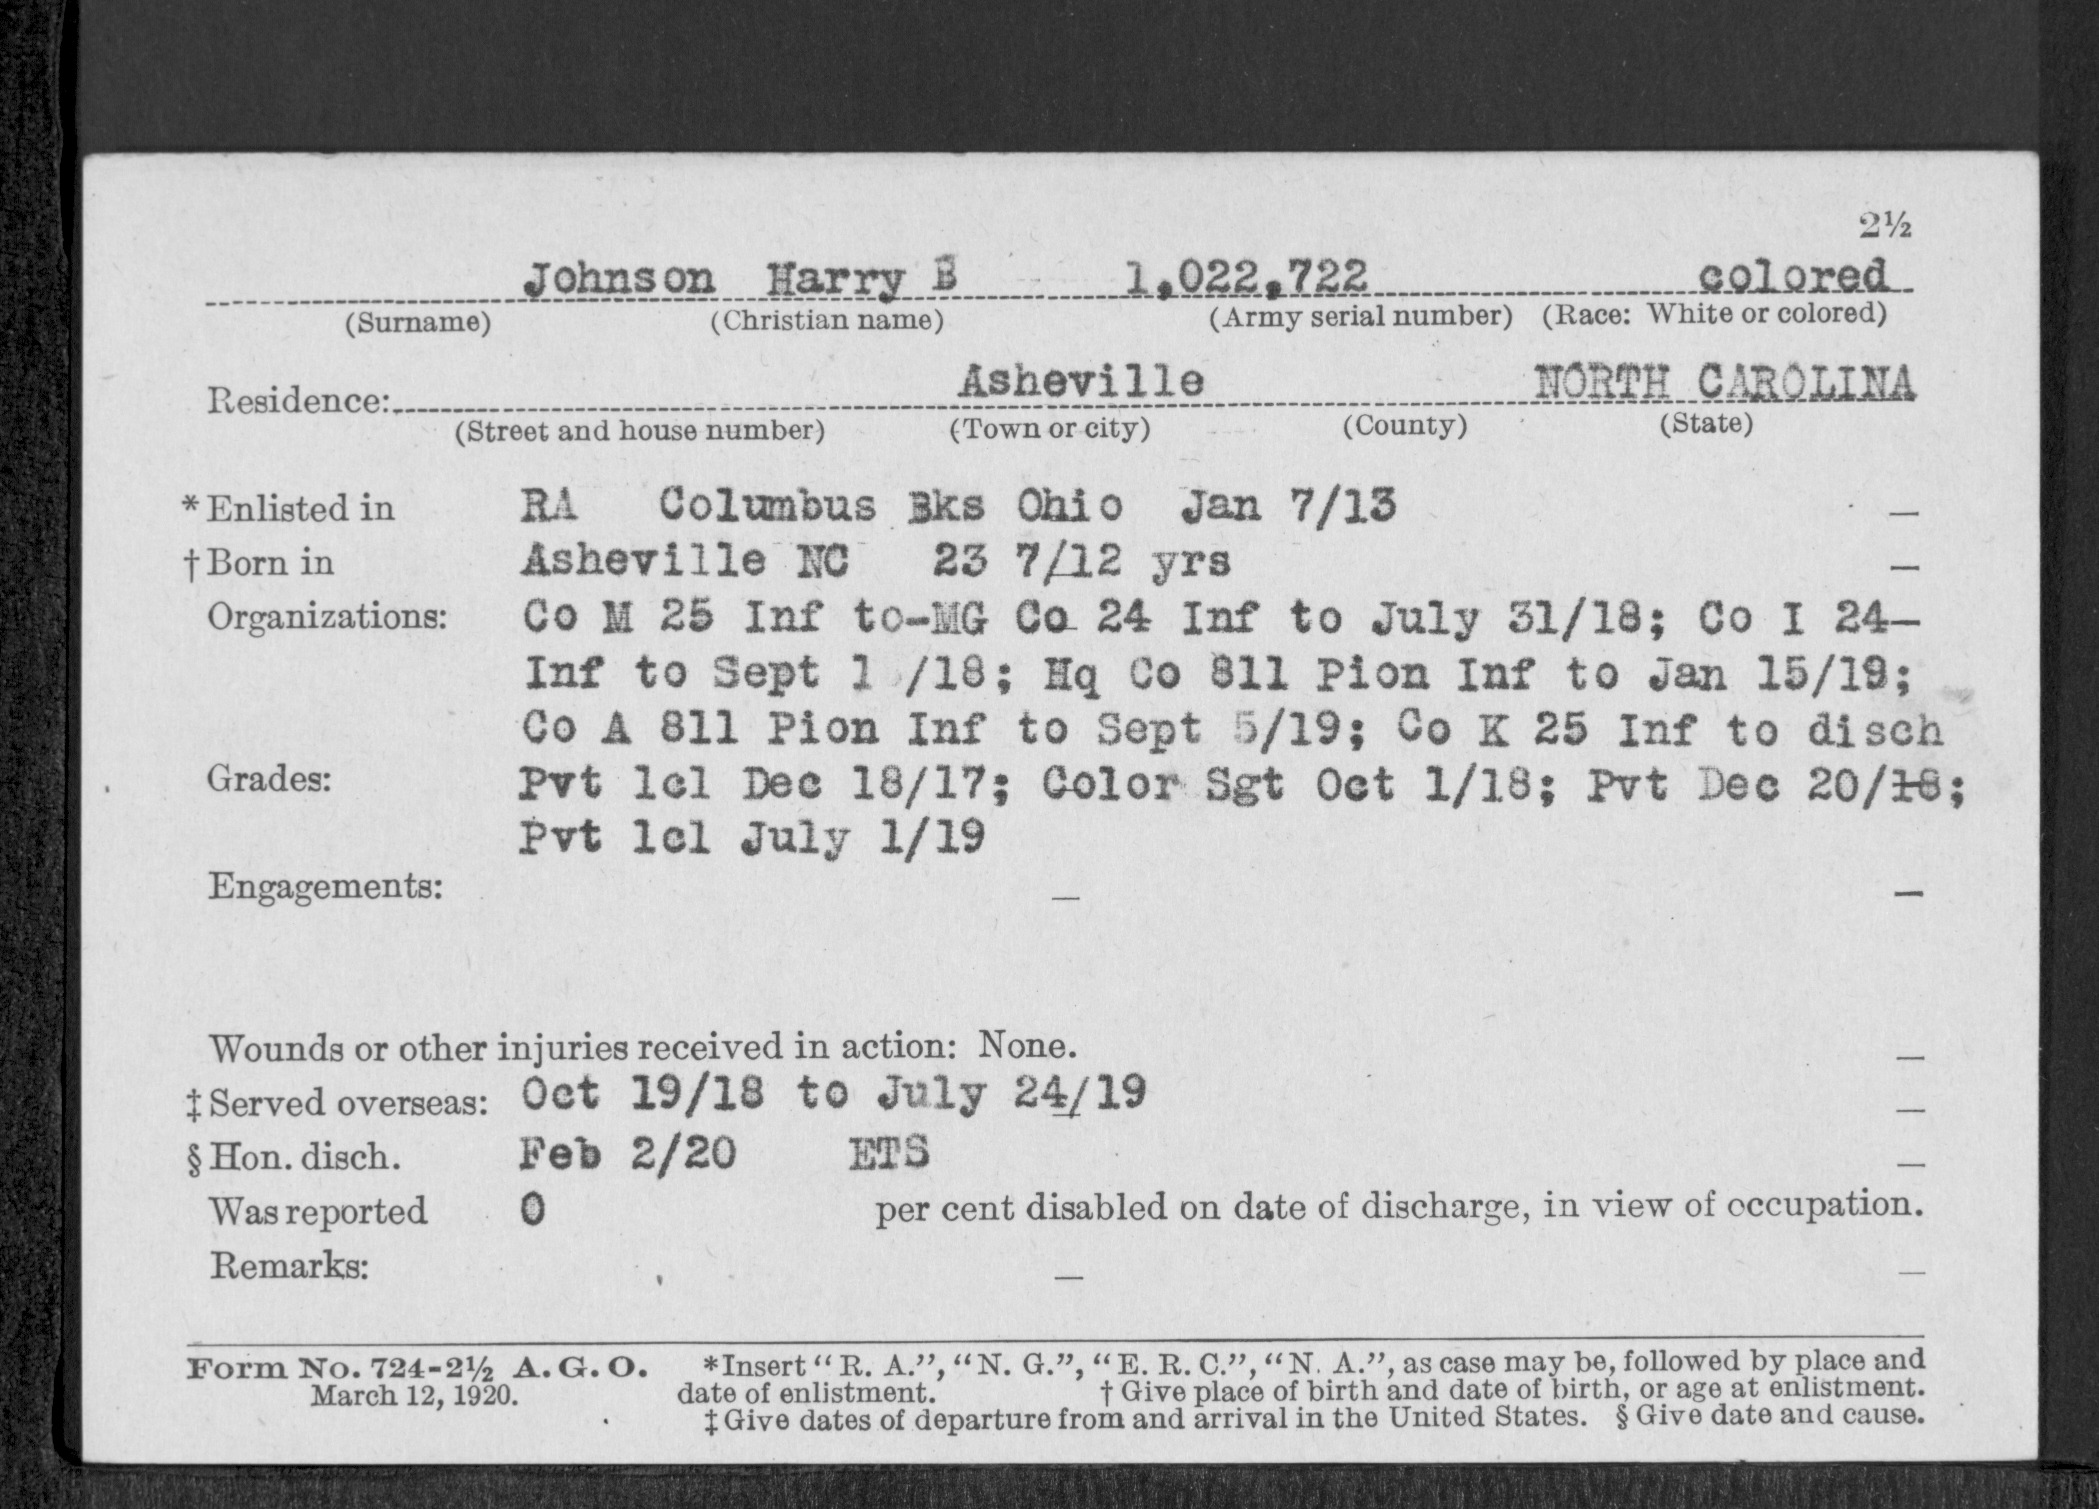 2½
Johnson Harry B 1,022,722 colored
(Surname) (Christian name) (Army serial number) (Race: White or colored)
Residence: Asheville NORTH CAROLINA
(Street and house number) (Town or city) (County) (State)
*Enlisted in RA Columbus Bks Ohio Jan 7/13 —
†Born in Asheville NC 23 7/12 yrs —
Organizations: Co M 25 Inf to-MG Co 24 Inf to July 31/18; Co I 24—
Inf to Sept 1 /18; Hq Co 811 Pion Inf to Jan 15/19;
Co A 811 Pion Inf to Sept 5/19; Co K 25 Inf to disch
Grades: Pvt 1cl Dec 18/17; Color Sgt Oct 1/18; Pvt Dec 20/18;
Pvt 1cl July 1/19
Engagements: — —
Wounds or other injuries received in action: None. —
‡Served overseas: Oct 19/18 to July 24/19 —
§Hon. disch. Feb 2/20 ETS —
Was reported 0 per cent disabled on date of discharge, in view of occupation.
Remarks: — —
Form No. 724-2½ A. G. O. *Insert “R. A.”, “N. G.”, “E. R. C.”, “N. A.”, as case may be, followed by place and
March 12, 1920. date of enlistment. †Give place of birth and date of birth, or age at enlistment.
‡Give dates of departure from and arrival in the United States. §Give date and cause.